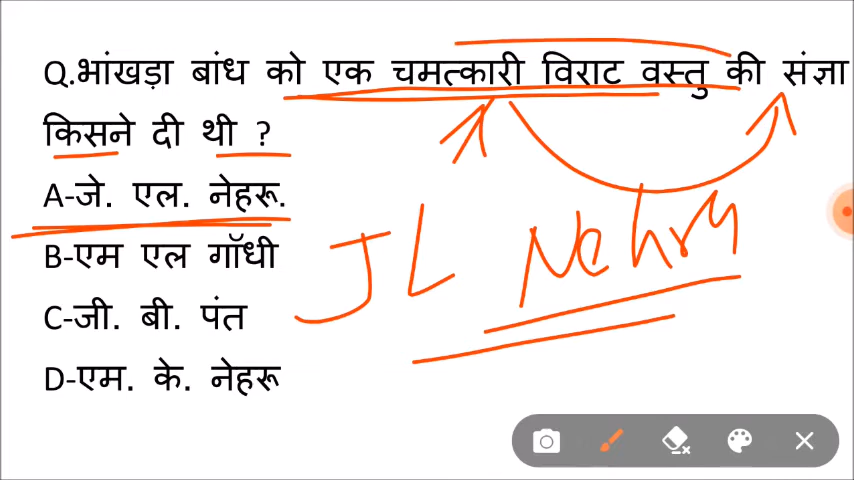 Q.भांखड़ा बांध को एक चमत्कारी विराट वस्तु की संज्ञा
किसने दी थी ?
A-जे. एल. नेहरू.
B-एम एल गॉधी
C-जी. बी. पंत
D-एम. के. नेहरू
JL Nehru